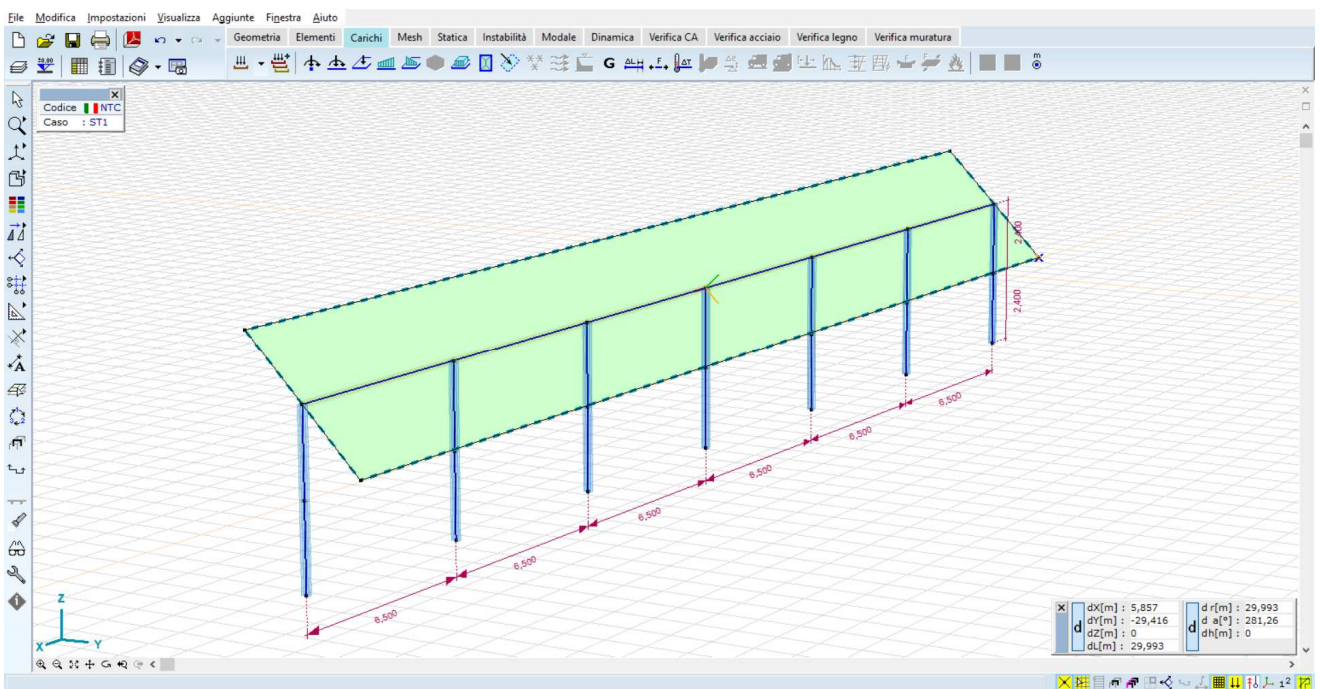 File Modifica Impostazioni Visualizza Aggiunte Finestra Aiuto
Geometria Elementi Carichi Mesh Statica Instabilità Modale Dinamica Verifica CA Verifica acciaio Verifica legno Verifica muratura
G
Codice NTC
Caso : ST1
2,400
2,400
6,500
6,500
6,500
6,500
6,500
6,500
Z
X
Y
dX[m] : 5,857
dY[m] : -29,416
dZ[m] : 0
dL[m] : 29,993
d
d r[m] : 29,993
d a[°] : 281,26
dh[m] : 0
d